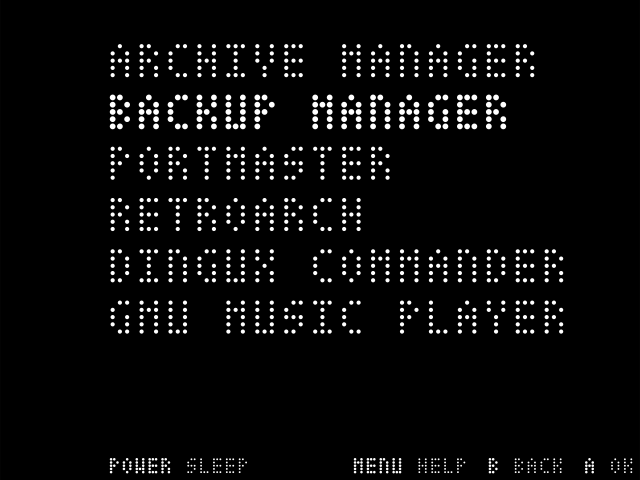 ARCHIVE MANAGER
BACKUP MANAGER
PORTMASTER
RETROARCH
DINGUX COMMANDER
GMU MUSIC PLAYER
POWER SLEEP MENU HELP B BACK A OK